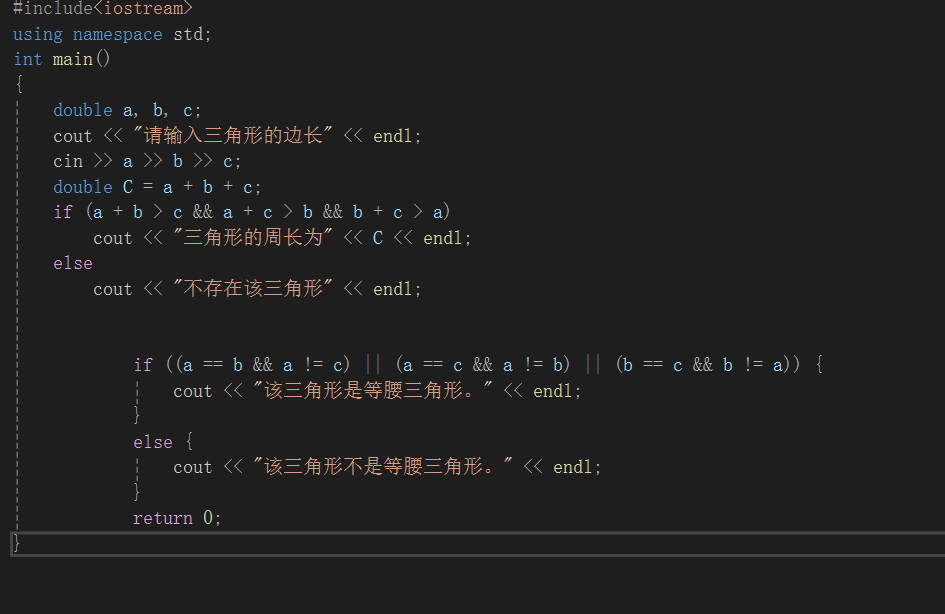 #include<iostream>
using namespace std;
int main()
{
double a, b, c;
cout << "请输入三角形的边长" << endl;
cin >> a >> b >> c;
double C = a + b + c;
if (a + b > c && a + c > b && b + c > a)
cout << "三角形的周长为" << C << endl;
else
cout << "不存在该三角形" << endl;
if ((a == b && a != c) || (a == c && a != b) || (b == c && b != a)) {
cout << "该三角形是等腰三角形。" << endl;
}
else {
cout << "该三角形不是等腰三角形。" << endl;
}
return 0;
}